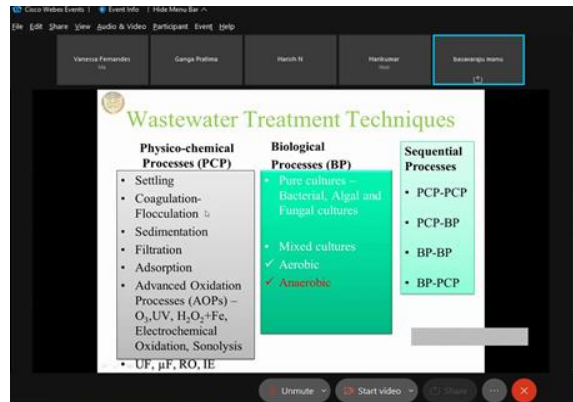 Cisco Webex Events | Event Info | Hide Menu Bar ^
File Edit Share View Audio & Video Participant Event Help
Vanessa Fernandes
Me
Ganga Pratima
Harish N
Harikumar
Host
basavaraju manu
Wastewater Treatment Techniques
Physico-chemical
Processes (PCP)
• Settling
• Coagulation-
Flocculation
• Sedimentation
• Filtration
• Adsorption
• Advanced Oxidation
Processes (AOPs) –
O₃,UV, H₂O₂+Fe,
Electrochemical
Oxidation, Sonolysis
• UF, µF, RO, IE
Biological
Processes (BP)
• Pure cultures –
Bacterial, Algal and
Fungal cultures
• Mixed cultures
✓ Aerobic
✓ Anaerobic
Sequential
Processes
• PCP-PCP
• PCP-BP
• BP-BP
• BP-PCP
Unmute
Start video
Share